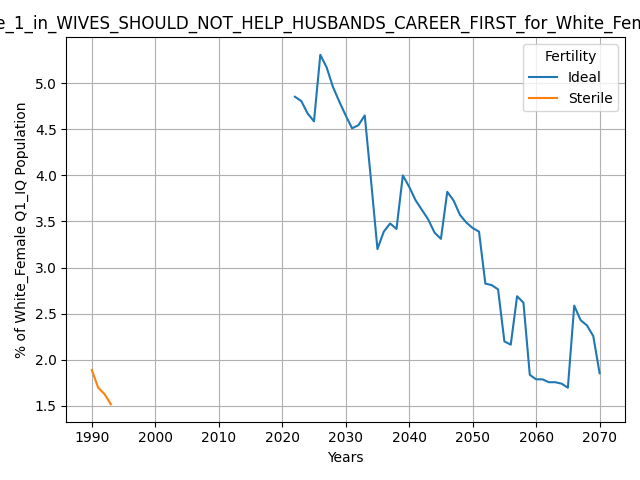 e_1_in_WIVES_SHOULD_NOT_HELP_HUSBANDS_CAREER_FIRST_for_White_Fem
Fertility
Ideal
Sterile
% of White_Female Q1_IQ Population
5.0
4.5
4.0
3.5
3.0
2.5
2.0
1.5
1990 2000 2010 2020 2030 2040 2050 2060 2070
Years